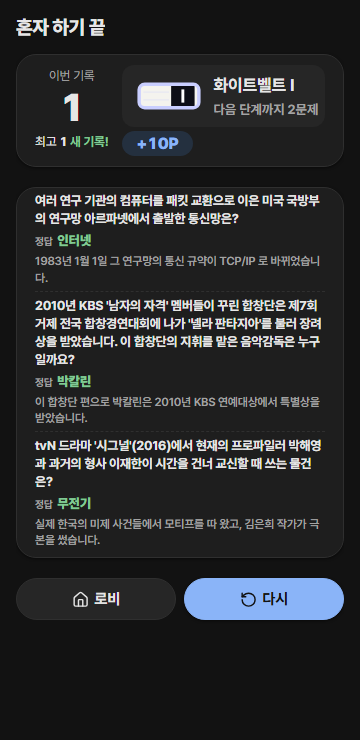 혼자 하기 끝
이번 기록
1
최고 1 새 기록!
I
화이트벨트 I
다음 단계까지 2문제
+10P
여러 연구 기관의 컴퓨터를 패킷 교환으로 이은 미국 국방부
의 연구망 아르파넷에서 출발한 통신망은?
정답 인터넷
1983년 1월 1일 그 연구망의 통신 규약이 TCP/IP 로 바뀌었습니
다.
2010년 KBS '남자의 자격' 멤버들이 꾸린 합창단은 제7회
거제 전국 합창경연대회에 나가 '넬라 판타지아'를 불러 장려
상을 받았습니다. 이 합창단의 지휘를 맡은 음악감독은 누구
일까요?
정답 박칼린
이 합창단 편으로 박칼린은 2010년 KBS 연예대상에서 특별상을
받았습니다.
tvN 드라마 '시그널'(2016)에서 현재의 프로파일러 박해영
과 과거의 형사 이재한이 시간을 건너 교신할 때 쓰는 물건
은?
정답 무전기
실제 한국의 미제 사건들에서 모티프를 따 왔고, 김은희 작가가 극
본을 썼습니다.
로비
다시